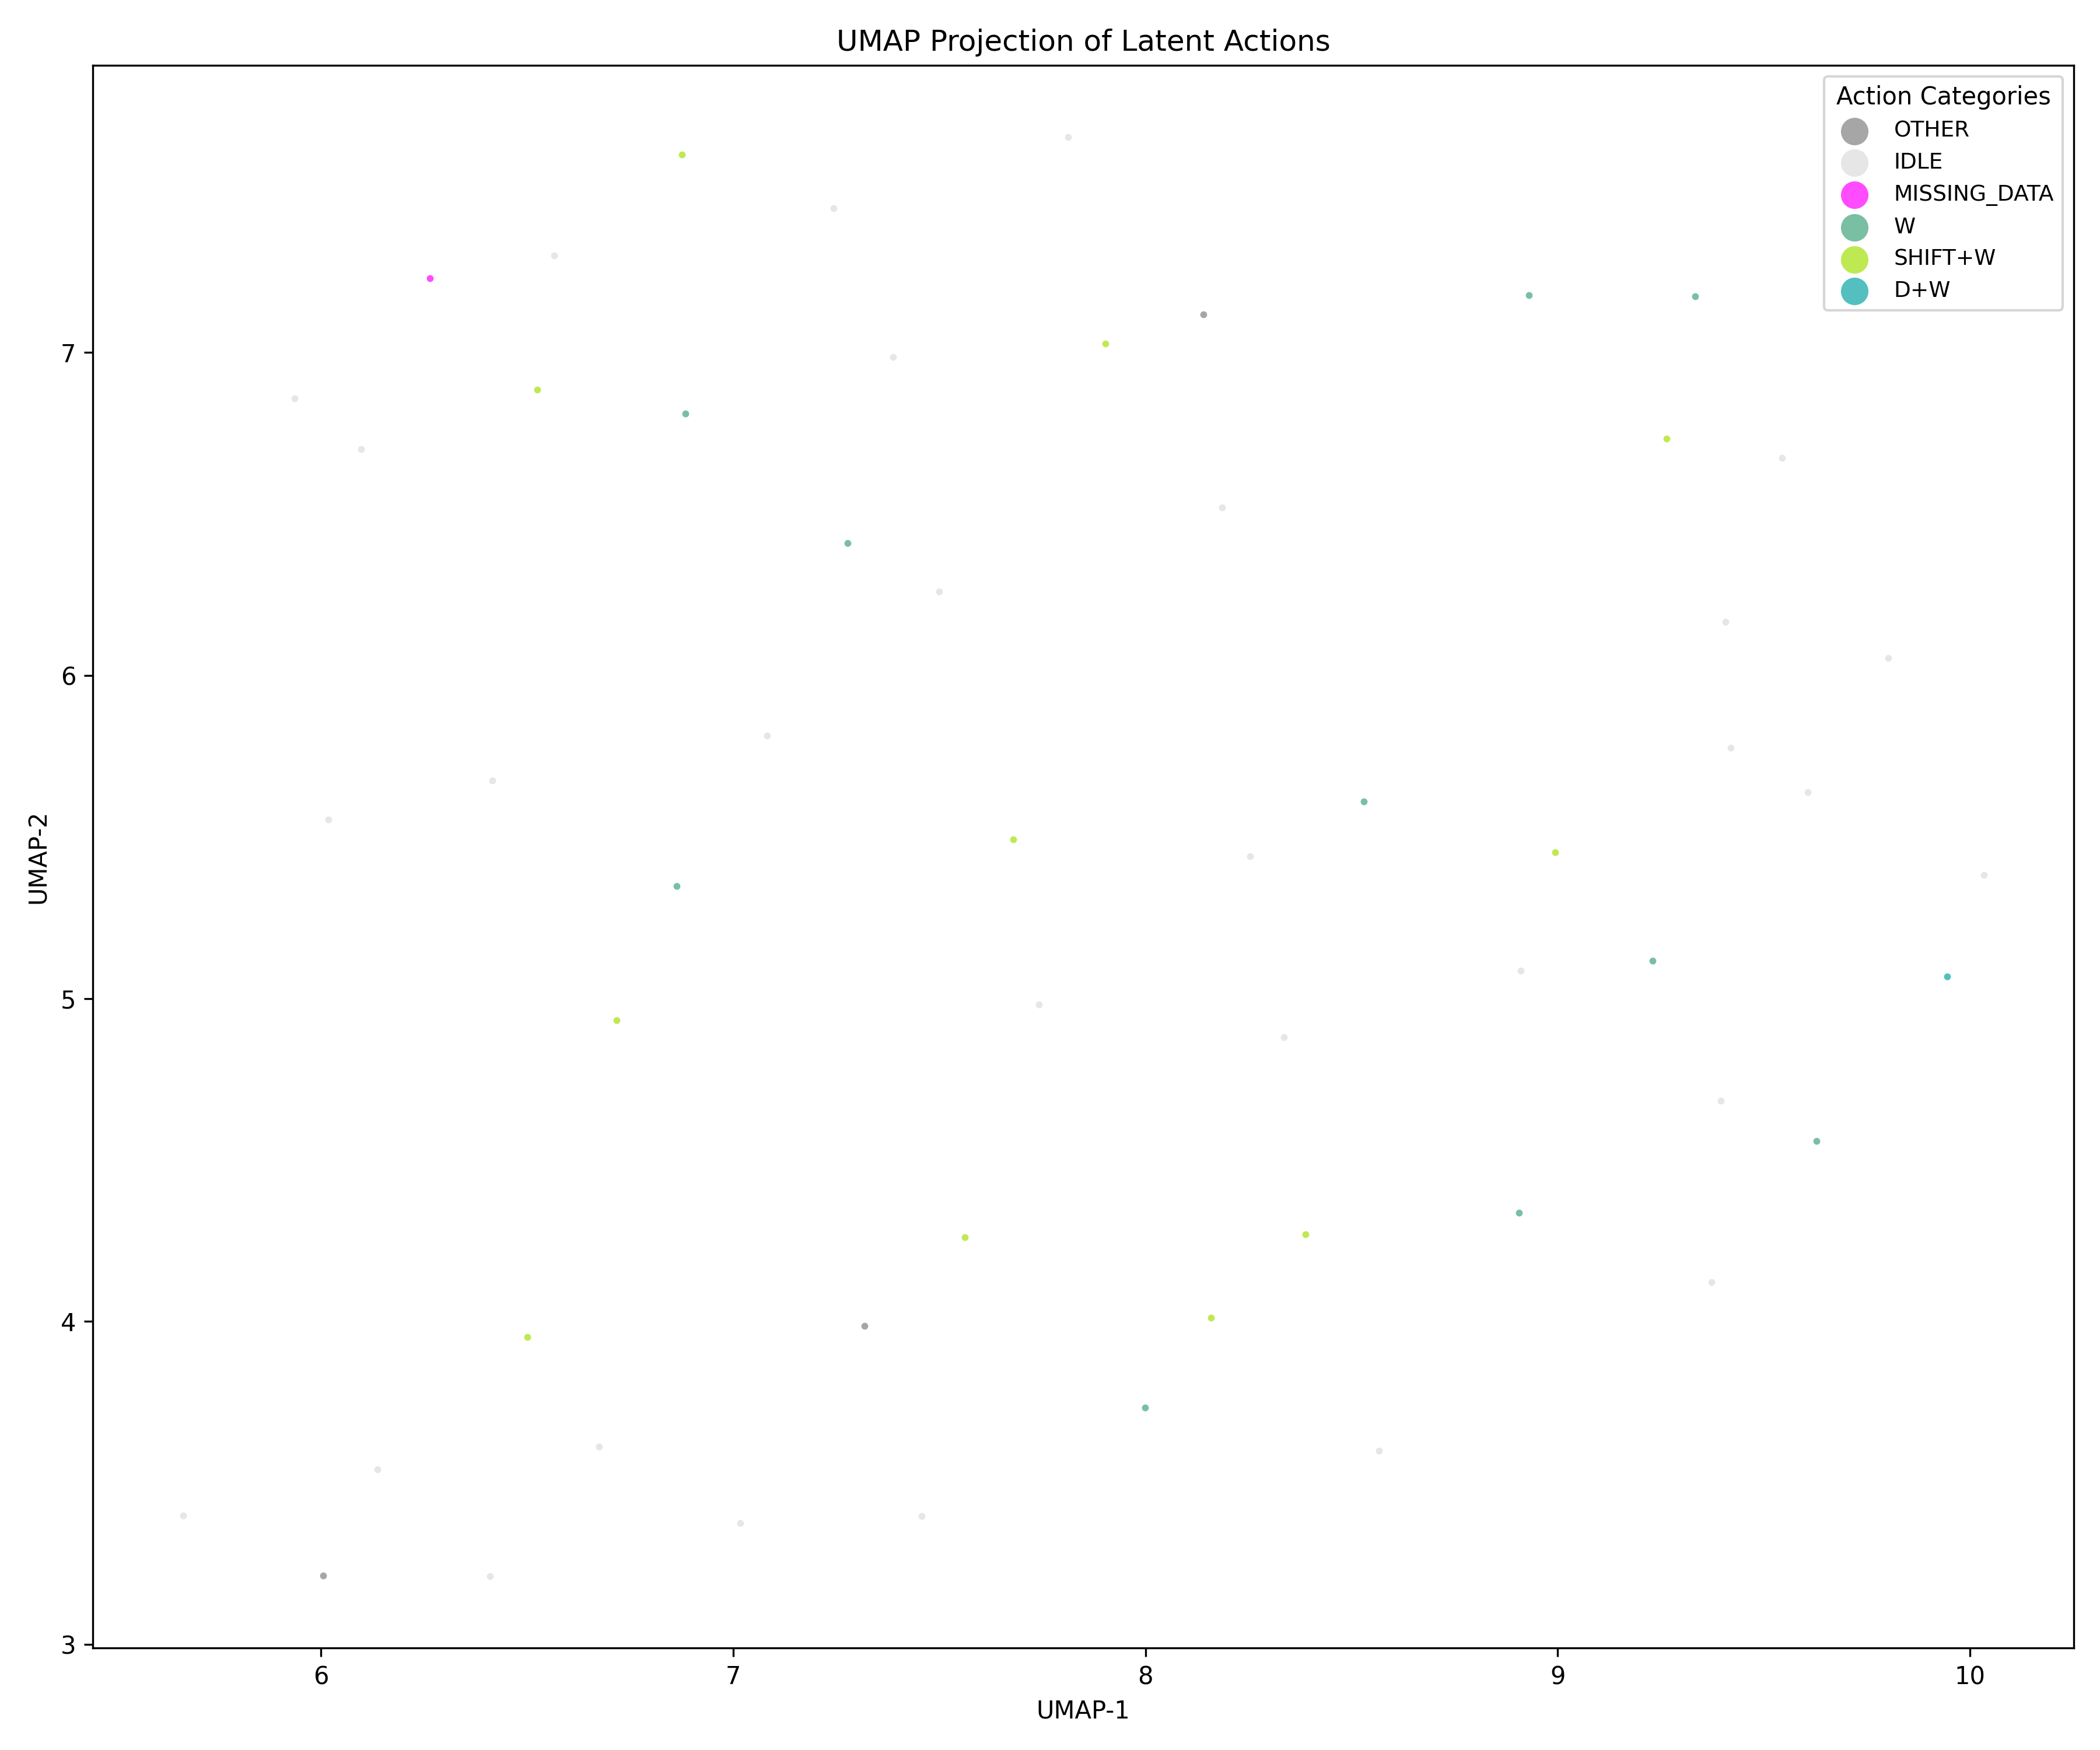 UMAP Projection of Latent Actions
Action Categories
OTHER
IDLE
MISSING_DATA
W
SHIFT+W
D+W
7
6
5
4
3
UMAP-2
6
7
8
9
10
UMAP-1